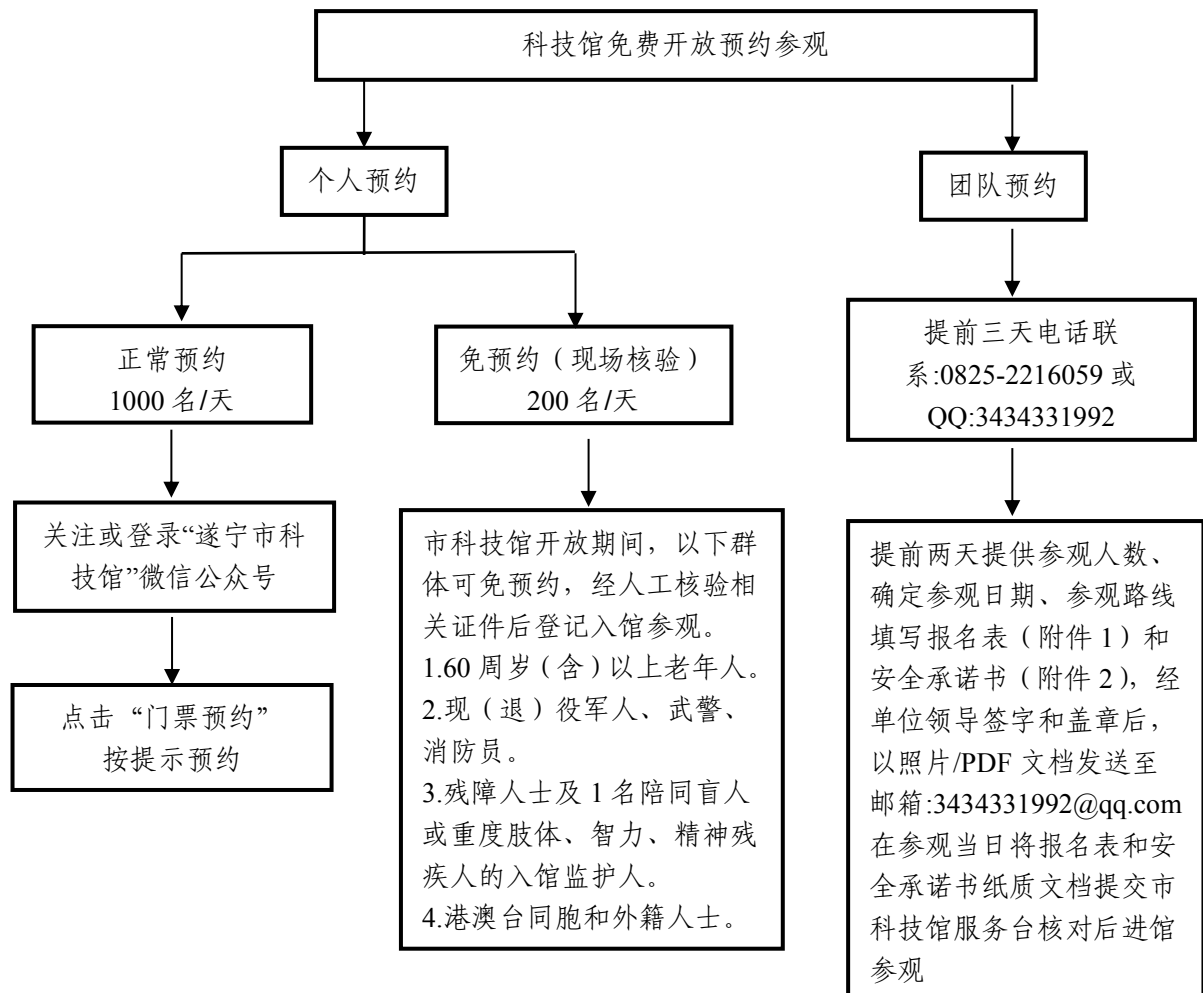 科技馆免费开放预约参观
个人预约
团队预约
正常预约
1000 名/天
免预约（现场核验）
200 名/天
提前三天电话联
系:0825-2216059 或
QQ:3434331992
关注或登录“遂宁市科
技馆”微信公众号
点击“门票预约”
按提示预约
市科技馆开放期间，以下群
体可免预约，经人工核验相
关证件后登记入馆参观。
1.60 周岁（含）以上老年人。
2.现（退）役军人、武警、
消防员。
3.残障人士及 1 名陪同盲人
或重度肢体、智力、精神残
疾人的入馆监护人。
4.港澳台同胞和外籍人士。
提前两天提供参观人数、
确定参观日期、参观路线
填写报名表（附件 1）和
安全承诺书（附件 2），经
单位领导签字和盖章后，
以照片/PDF 文档发送至
邮箱:3434331992@qq.com
在参观当日将报名表和安
全承诺书纸质文档提交市
科技馆服务台核对后进馆
参观